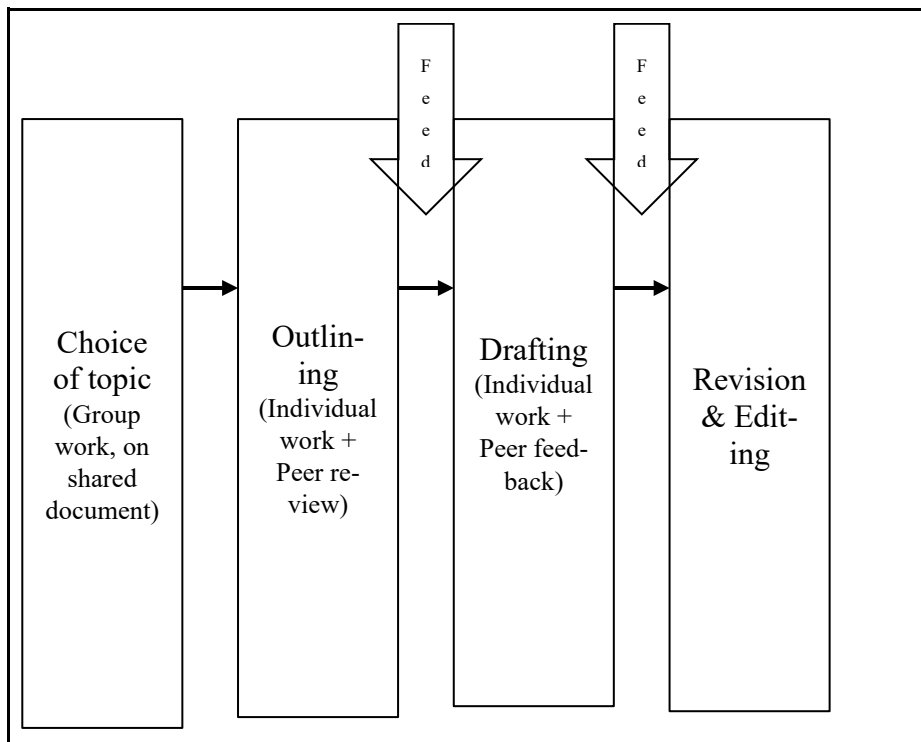 F
e
e
d
F
e
e
d
Choice
of topic
(Group
work, on
shared
document)
Outlin-
ing
(Individual
work +
Peer re-
view)
Drafting
(Individual
work +
Peer feed-
back)
Revision
& Edit-
ing